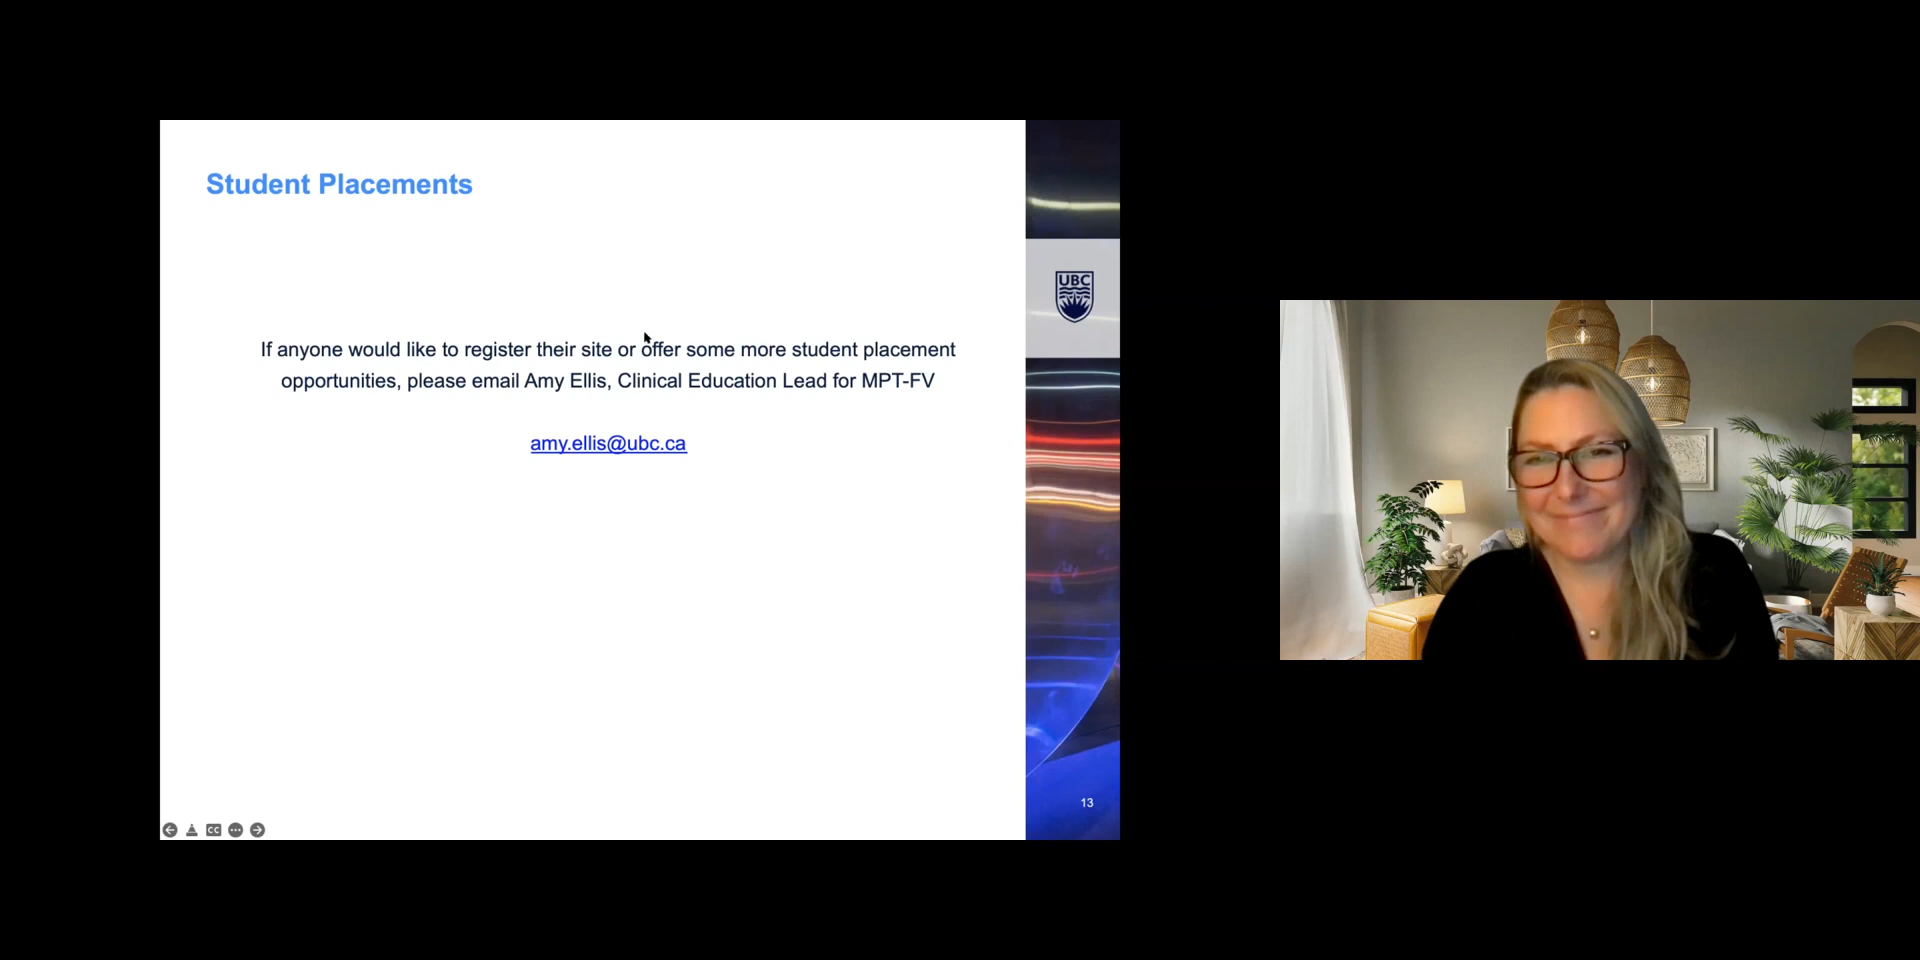 Student Placements
If anyone would like to register their site or offer some more student placement
opportunities, please email Amy Ellis, Clinical Education Lead for MPT-FV
amy.ellis@ubc.ca
UBC
13
CC